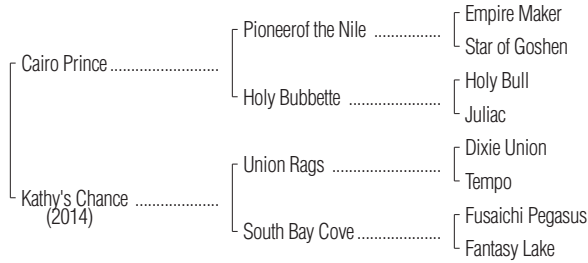 Empire Maker
Pioneerof the Nile ..................
Star of Goshen
Cairo Prince ........................
Holy Bull
Holy Bubbette .....................
Juliac
Dixie Union
Union Rags ........................
Tempo
Kathy's Chance ..................
(2014)
Fusaichi Pegasus
South Bay Cove ...................
Fantasy Lake